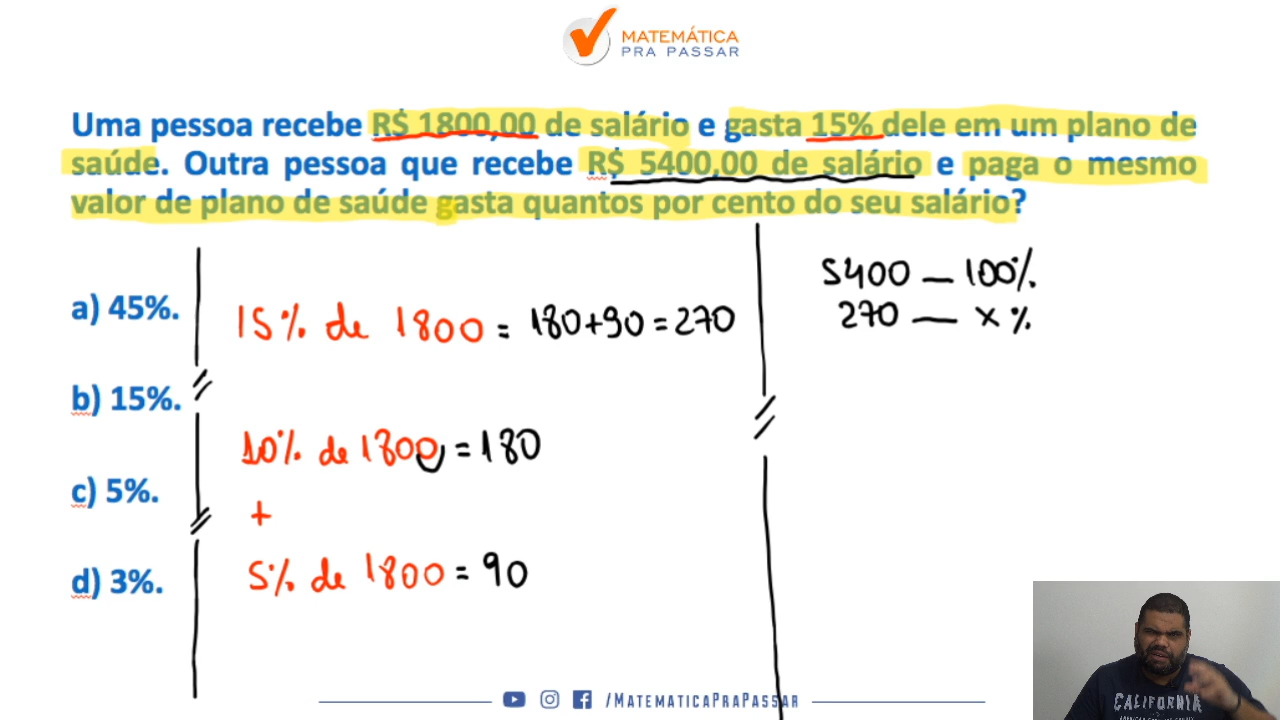 MATEMÁTICA
PRA PASSAR
Uma pessoa recebe R$ 1800,00 de salário e gasta 15% dele em um plano de
saúde. Outra pessoa que recebe R$ 5400,00 de salário e paga o mesmo
valor de plano de saúde gasta quantos por cento do seu salário?
a) 45%.
b) 15%.
c) 5%.
d) 3%.
15% de 1800 = 180+90 = 270
10% de 1800 = 180
+
5% de 1800 = 90
5400 — 100%
270 — x %
/MATEMATICAPRAPASSAR
CALIFORNIA